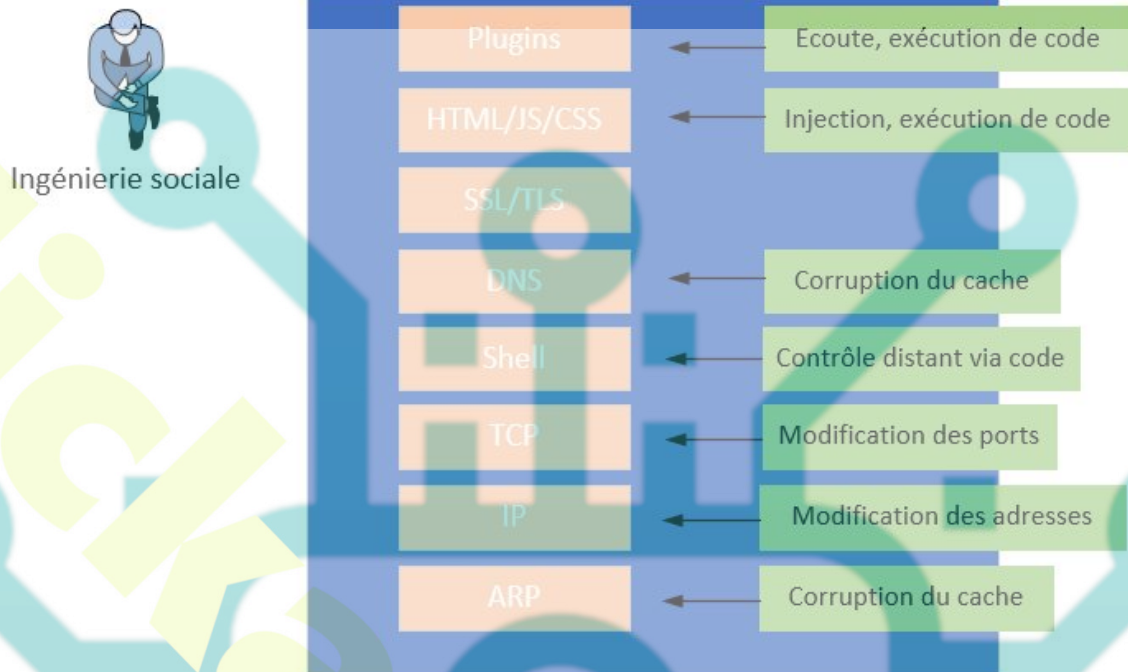 Plugins
Ecoute, exécution de code
HTML/JS/CSS
Injection, exécution de code
Ingénierie sociale
SSL/TLS
DNS
Corruption du cache
Shell
Contrôle distant via code
TCP
Modification des ports
IP
Modification des adresses
ARP
Corruption du cache